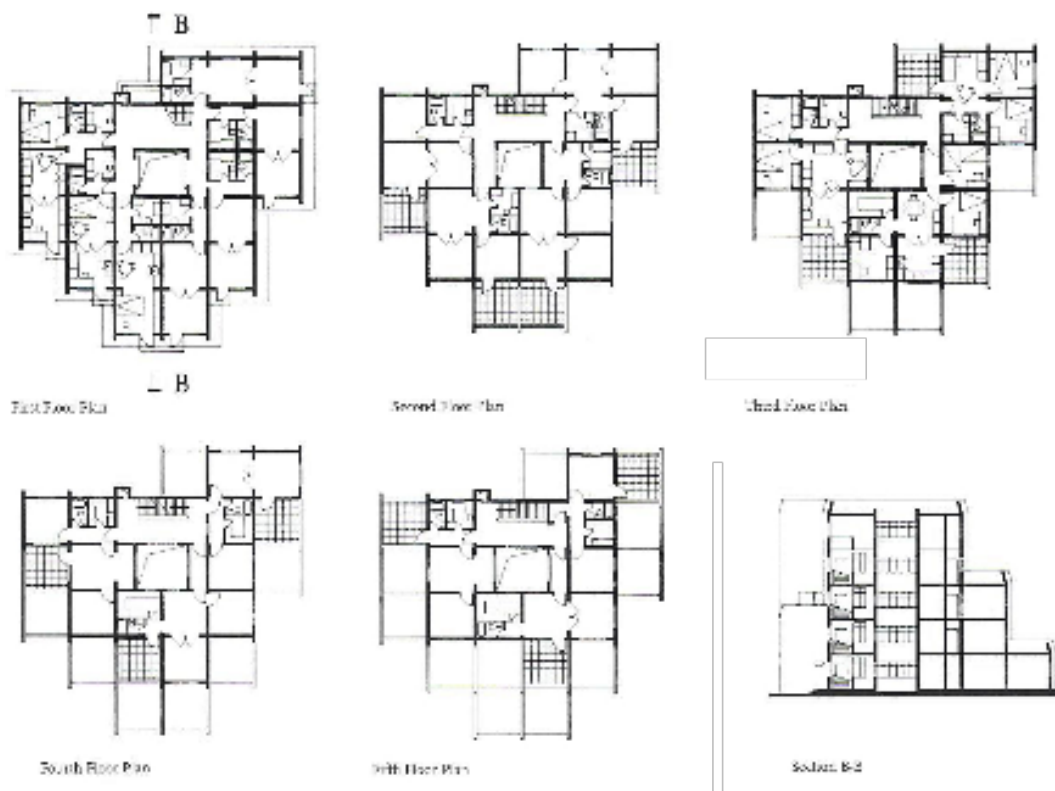 B
B
First Floor Plan
Second Floor Plan
Third Floor Plan
Fourth Floor Plan
Fifth Floor Plan
Section B-B